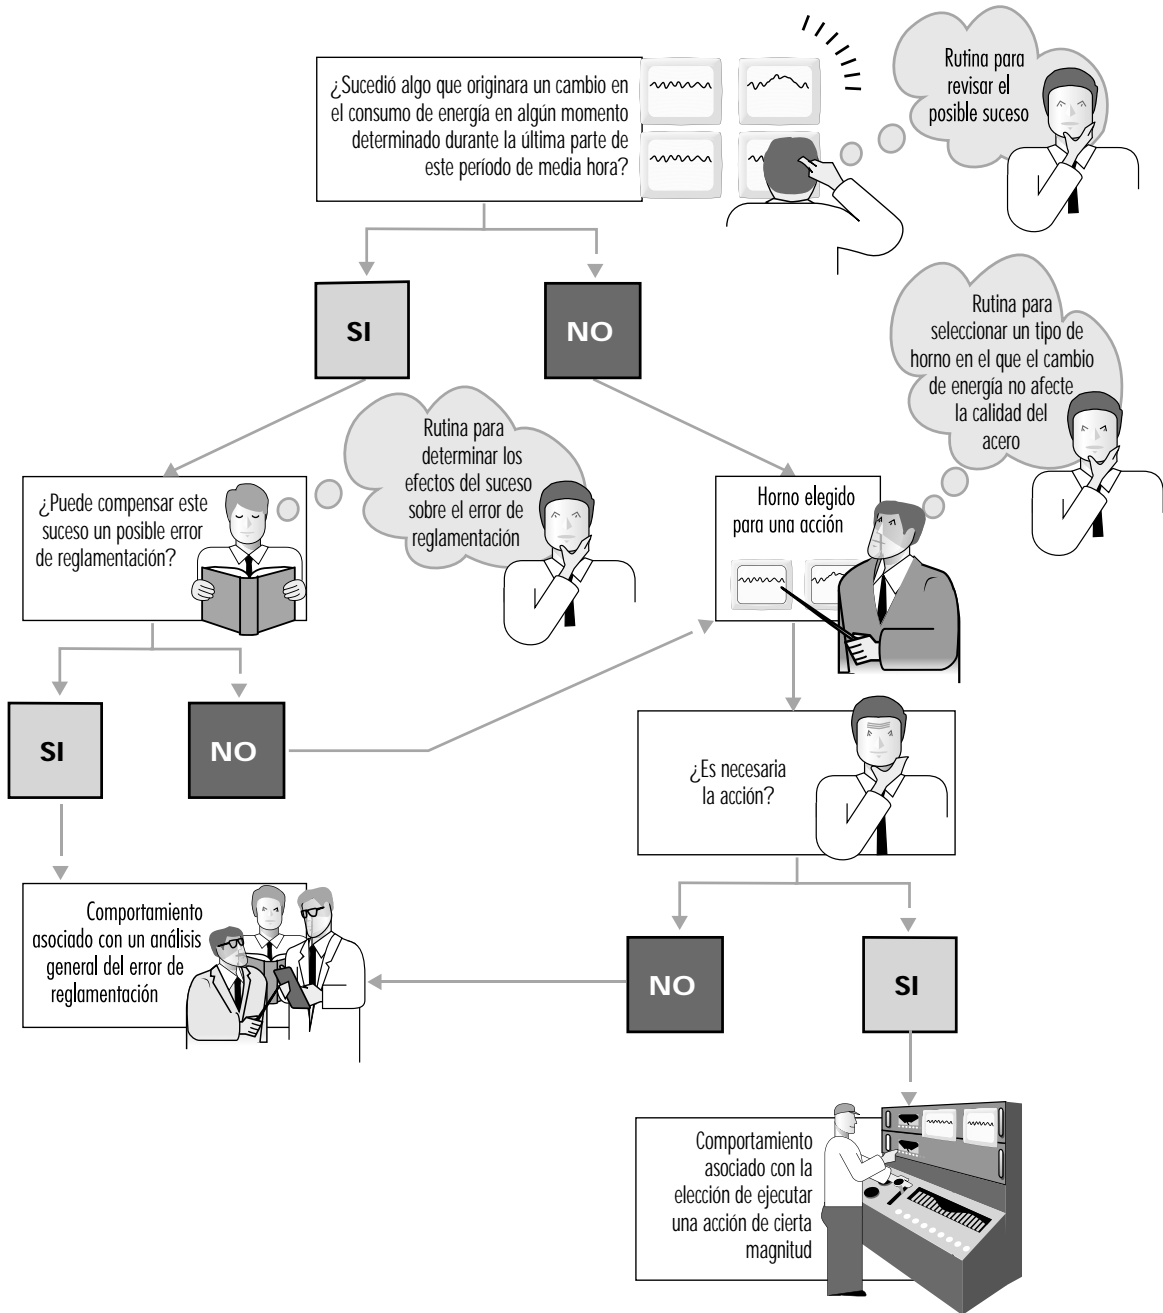 ¿Sucedió algo que originara un cambio en
el consumo de energía en algún momento
determinado durante la última parte de
este período de media hora?
Rutina para
revisar el
posible suceso
SI
NO
Rutina para
seleccionar un tipo de
horno en el que el cambio
de energía no afecte
la calidad del
acero
Rutina para
determinar los
efectos del suceso
sobre el error de
reglamentación
¿Puede compensar este
suceso un posible error
de reglamentación?
Horno elegido
para una acción
SI
NO
¿Es necesaria
la acción?
Comportamiento
asociado con un análisis
general del error de
reglamentación
NO
SI
Comportamiento
asociado con la
elección de ejecutar
una acción de cierta
magnitud